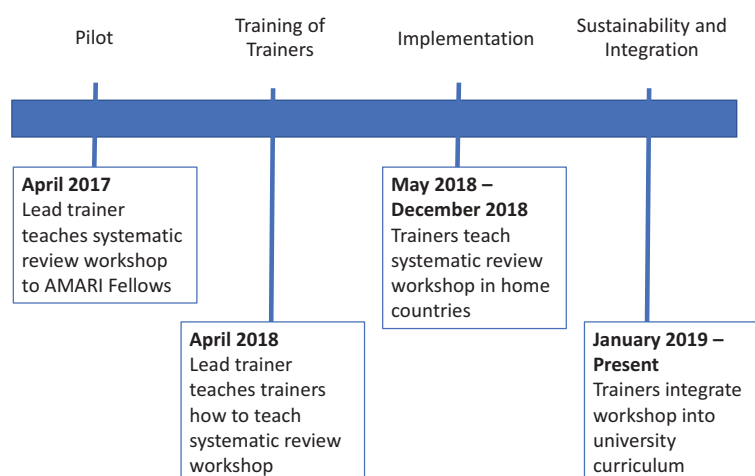 Pilot
Training of
Trainers
Implementation
Sustainability and
Integration
April 2017
Lead trainer
teaches systematic
review workshop
to AMARI Fellows
April 2018
Lead trainer
teaches trainers
how to teach
systematic review
workshop
May 2018 –
December 2018
Trainers teach
systematic review
workshop in home
countries
January 2019 –
Present
Trainers integrate
workshop into
university
curriculum